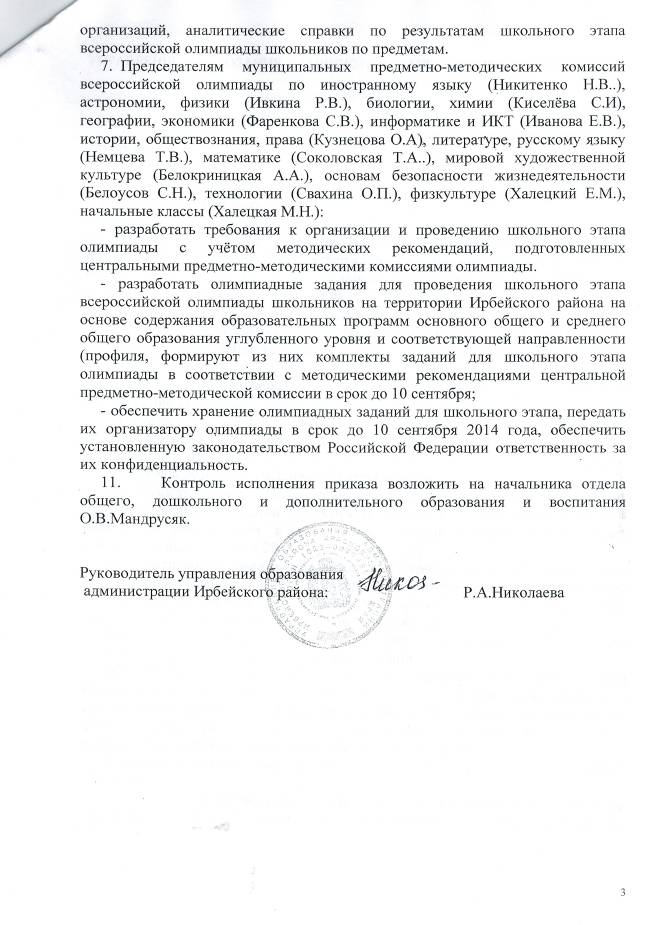 организаций, аналитические справки по результатам школьного этапа
всероссийской олимпиады школьников по предметам.
7. Председателям муниципальных предметно-методических комиссий
всероссийской олимпиады по иностранному языку (Никитенко Н.В..),
астрономии, физики (Ивкина Р.В.), биологии, химии (Киселёва С.И),
географии, экономики (Фаренкова С.В.), информатике и ИКТ (Иванова Е.В.),
истории, обществознания, права (Кузнецова О.А), литературе, русскому языку
(Немцева Т.В.), математике (Соколовская Т.А..), мировой художественной
культуре (Белокриницкая А.А.), основам безопасности жизнедеятельности
(Белоусов С.Н.), технологии (Свахина О.П.), физкультуре (Халецкий Е.М.),
начальные классы (Халецкая М.Н.):
- разработать требования к организации и проведению школьного этапа
олимпиады с учётом методических рекомендаций, подготовленных
центральными предметно-методическими комиссиями олимпиады.
- разработать олимпиадные задания для проведения школьного этапа
всероссийской олимпиады школьников на территории Ирбейского района на
основе содержания образовательных программ основного общего и среднего
общего образования углубленного уровня и соответствующей направленности
(профиля, формируют из них комплекты заданий для школьного этапа
олимпиады в соответствии с методическими рекомендациями центральной
предметно-методической комиссии в срок до 10 сентября;
- обеспечить хранение олимпиадных заданий для школьного этапа, передать
их организатору олимпиады в срок до 10 сентября 2014 года, обеспечить
установленную законодательством Российской Федерации ответственность за
их конфиденциальность.
11. Контроль исполнения приказа возложить на начальника отдела
общего, дошкольного и дополнительного образования и воспитания
О.В.Мандрусяк.
Руководитель управления образования
администрации Ирбейского района: Р.А.Николаева
3